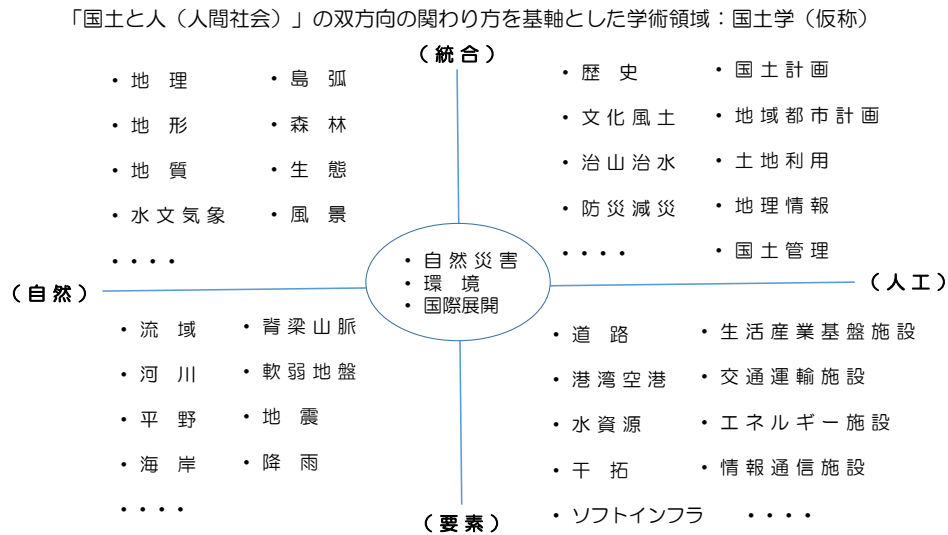 「国土と人（人間社会）」の双方向の関わり方を基軸とした学術領域：国土学（仮称）
（統合）
・地　理
・地　形
・地　質
・水文気象
・・・・
・島　弧
・森　林
・生　態
・風　景
・歴　史
・文化風土
・治山治水
・防災減災
・・・・
・国土計画
・地域都市計画
・土地利用
・地理情報
・国土管理
（自然）
・自然災害
・環　境
・国際展開
（人工）
・流　域
・河　川
・平　野
・海　岸
・・・・
・脊梁山脈
・軟弱地盤
・地　震
・降　雨
・道　路
・港湾空港
・水資源
・干　拓
・ソフトインフラ
・生活産業基盤施設
・交通運輸施設
・エネルギー施設
・情報通信施設
・・・・
（要素）